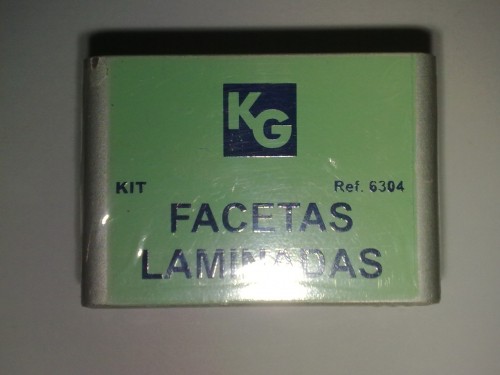 KG
KIT Ref. 6304
FACETAS
LAMINADAS